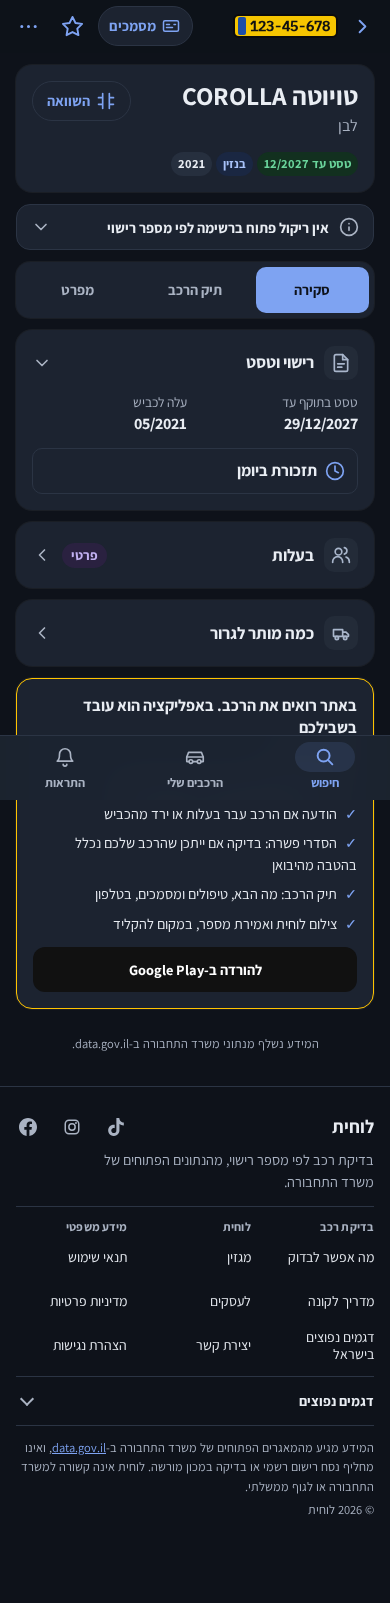 123-45-678
מסמכים
טויוטה COROLLA
השוואה
לבן
טסט עד 12/2027
בנזין
2021
אין ריקול פתוח ברשימה לפי מספר רישוי
סקירה
תיק הרכב
מפרט
רישוי וטסט
טסט בתוקף עד
עלה לכביש
29/12/2027
05/2021
תזכורת ביומן
בעלות
פרטי
כמה מותר לגרור
באתר רואים את הרכב. באפליקציה הוא עובד
בשבילכם
חיפוש
הרכבים שלי
התראות
✓ הודעה אם הרכב עבר בעלות או ירד מהכביש
✓ הסדרי פשרה: בדיקה אם ייתכן שהרכב שלכם נכלל
בהטבה מהיבואן
✓ תיק הרכב: מה הבא, טיפולים ומסמכים, בטלפון
✓ צילום לוחית ואמירת מספר, במקום להקליד
להורדה ב-Google Play
המידע נשלף מנתוני משרד התחבורה ב-data.gov.il.
לוחית
בדיקת רכב לפי מספר רישוי, מהנתונים הפתוחים של
משרד התחבורה.
בדיקת רכב
לוחית
מידע משפטי
מה אפשר לבדוק
מגזין
תנאי שימוש
מדריך לקונה
לעסקים
מדיניות פרטיות
דגמים נפוצים
בישראל
יצירת קשר
הצהרת נגישות
דגמים נפוצים
המידע מגיע מהמאגרים הפתוחים של משרד התחבורה ב-data.gov.il, ואינו
מחליף נסח רישום רשמי או בדיקה במכון מורשה. לוחית אינה קשורה למשרד
התחבורה או לגוף ממשלתי.
© 2026 לוחית